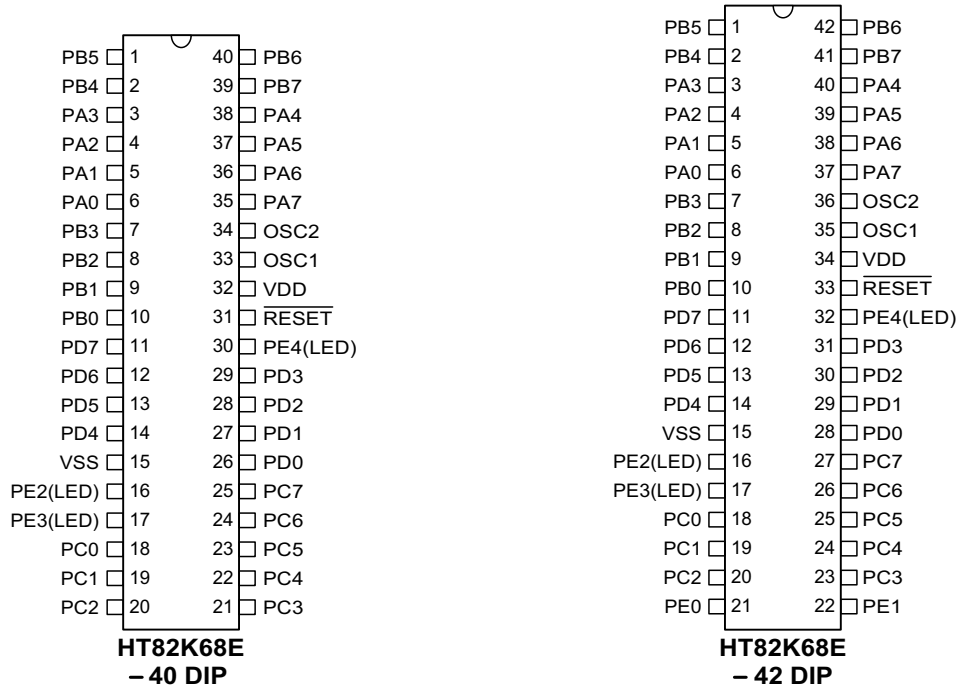 PB5 1 40 PB6
PB4 2 39 PB7
PA3 3 38 PA4
PA2 4 37 PA5
PA1 5 36 PA6
PA0 6 35 PA7
PB3 7 34 OSC2
PB2 8 33 OSC1
PB1 9 32 VDD
PB0 10 31 RESET
PD7 11 30 PE4(LED)
PD6 12 29 PD3
PD5 13 28 PD2
PD4 14 27 PD1
VSS 15 26 PD0
PE2(LED) 16 25 PC7
PE3(LED) 17 24 PC6
PC0 18 23 PC5
PC1 19 22 PC4
PC2 20 21 PC3
HT82K68E
– 40 DIP
PB5 1 42 PB6
PB4 2 41 PB7
PA3 3 40 PA4
PA2 4 39 PA5
PA1 5 38 PA6
PA0 6 37 PA7
PB3 7 36 OSC2
PB2 8 35 OSC1
PB1 9 34 VDD
PB0 10 33 RESET
PD7 11 32 PE4(LED)
PD6 12 31 PD3
PD5 13 30 PD2
PD4 14 29 PD1
VSS 15 28 PD0
PE2(LED) 16 27 PC7
PE3(LED) 17 26 PC6
PC0 18 25 PC5
PC1 19 24 PC4
PC2 20 23 PC3
PE0 21 22 PE1
HT82K68E
– 42 DIP